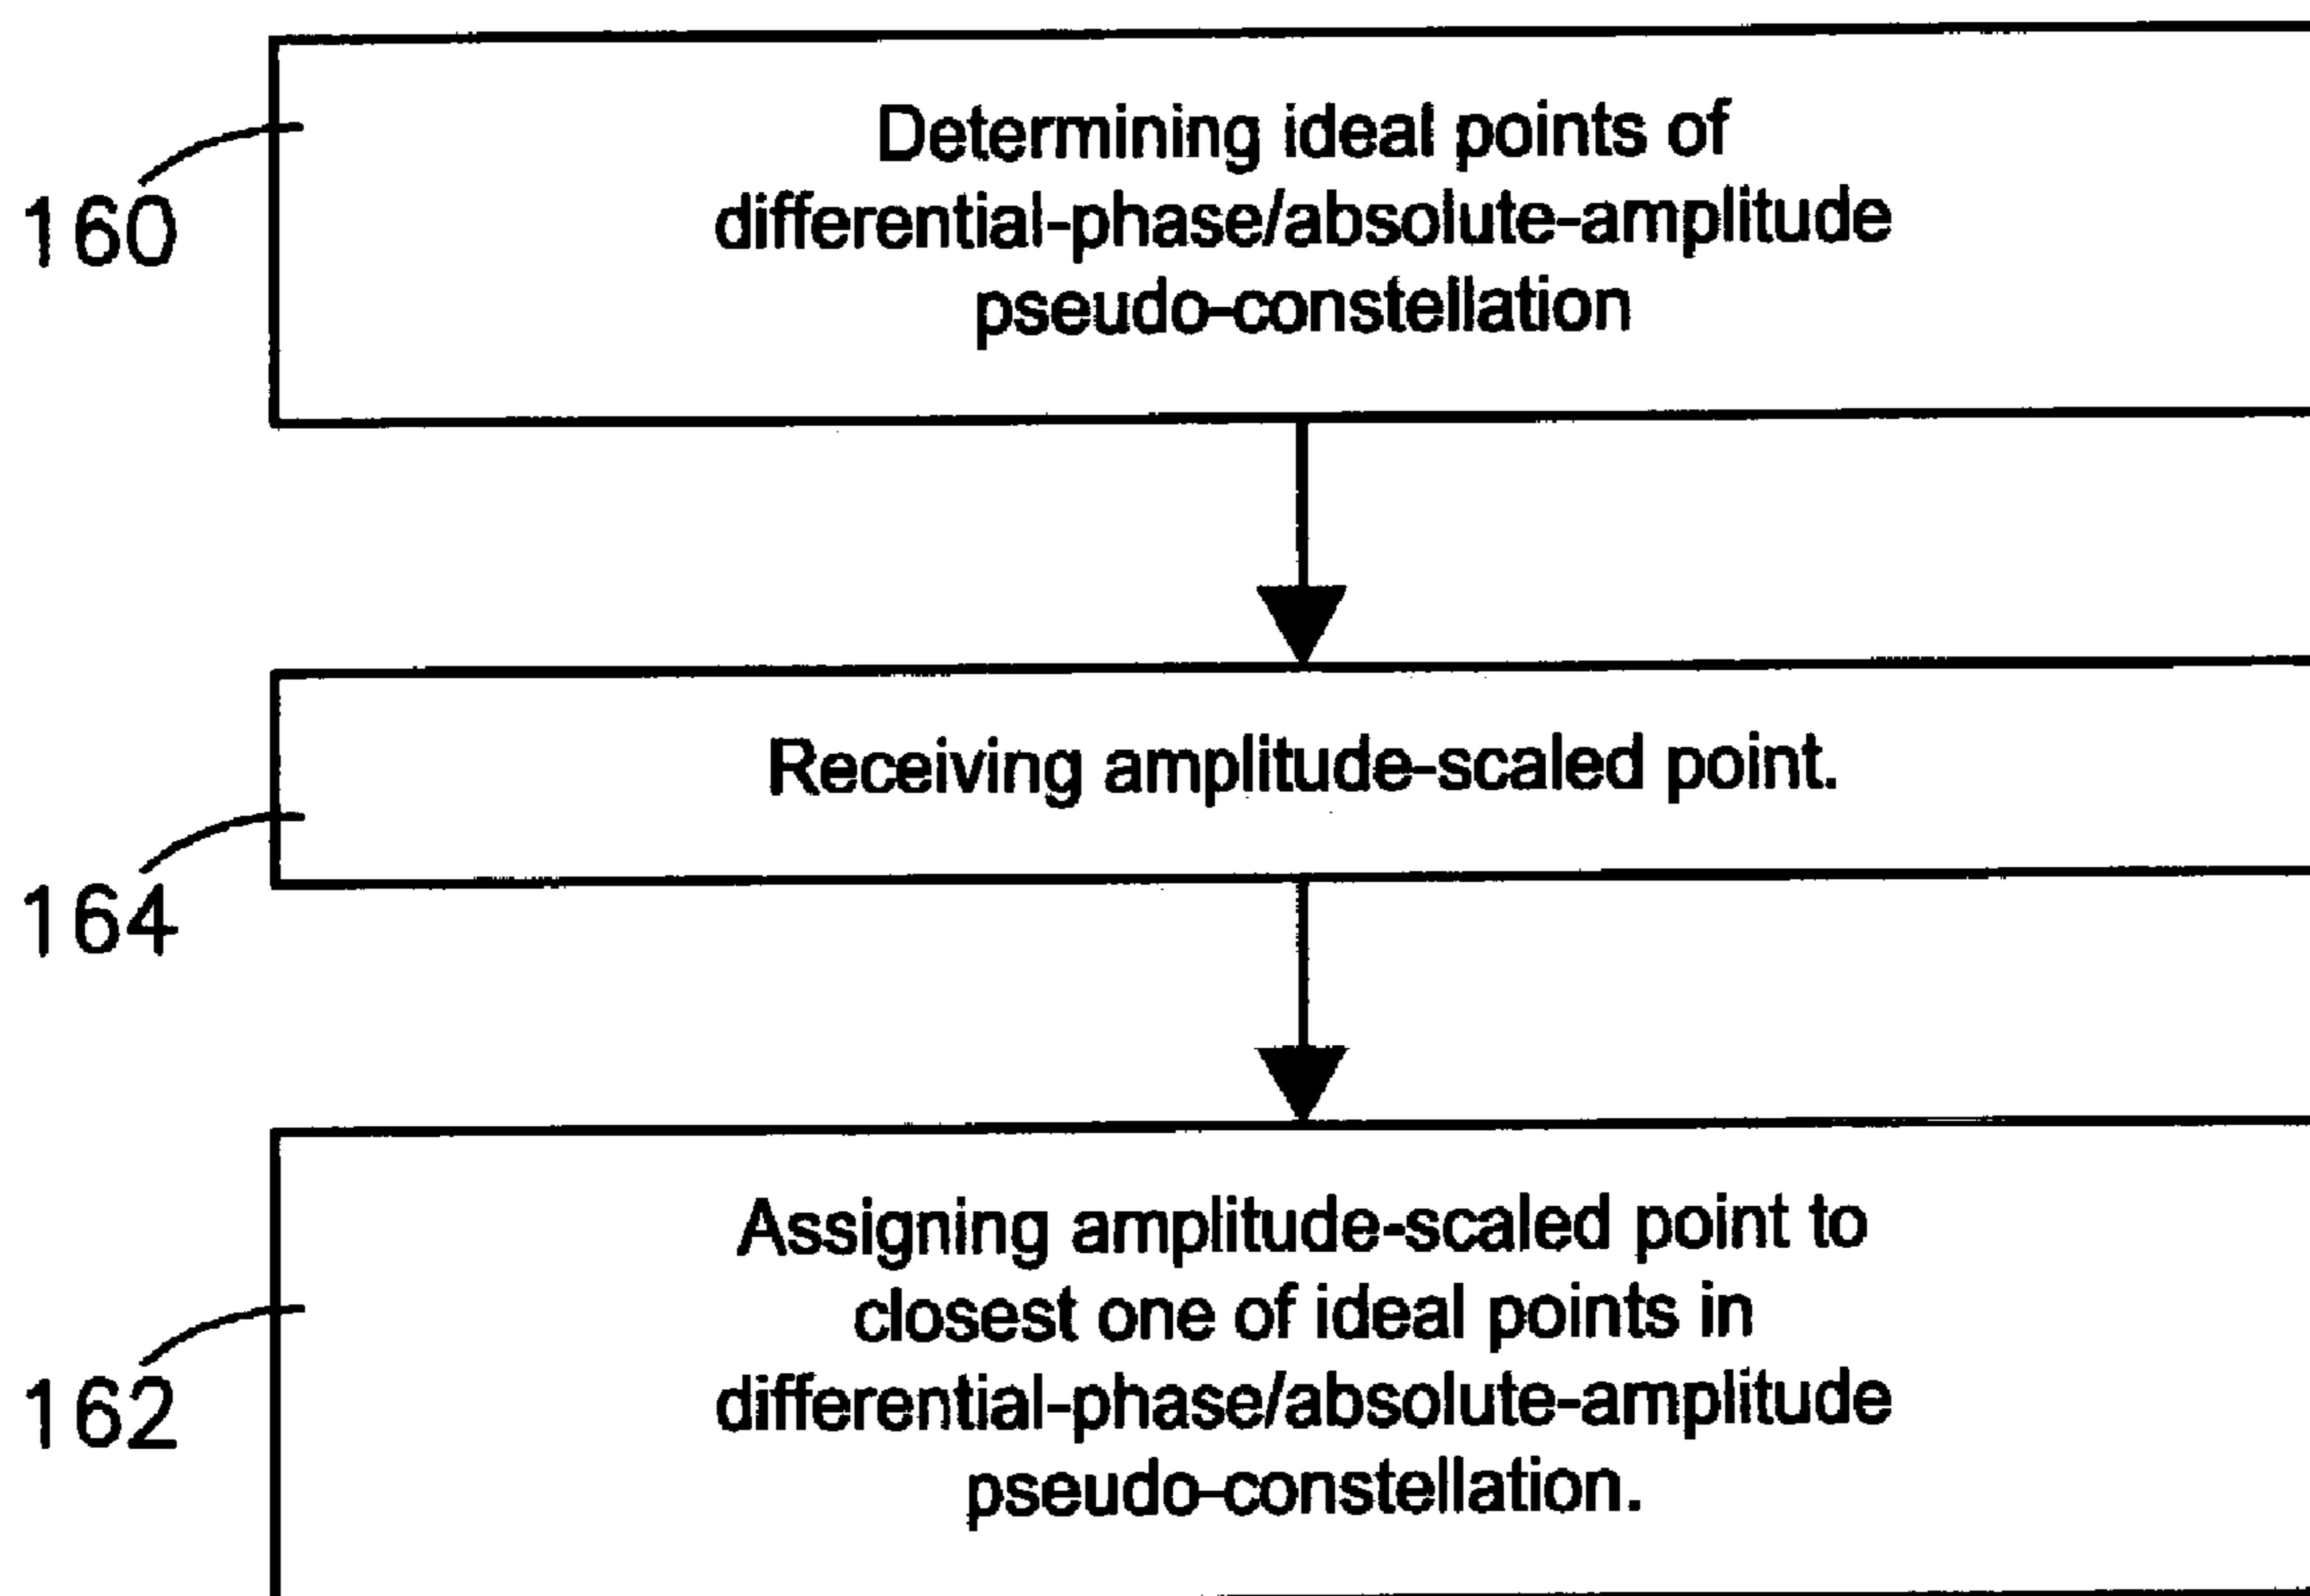 Determining ideal points of
differential-phase/absolute-amplitude
pseudo-constellation
160
Receiving amplitude-scaled point.
164
Assigning amplitude-scaled point to
closest one of ideal points in
differential-phase/absolute-amplitude
pseudo-constellation.
162